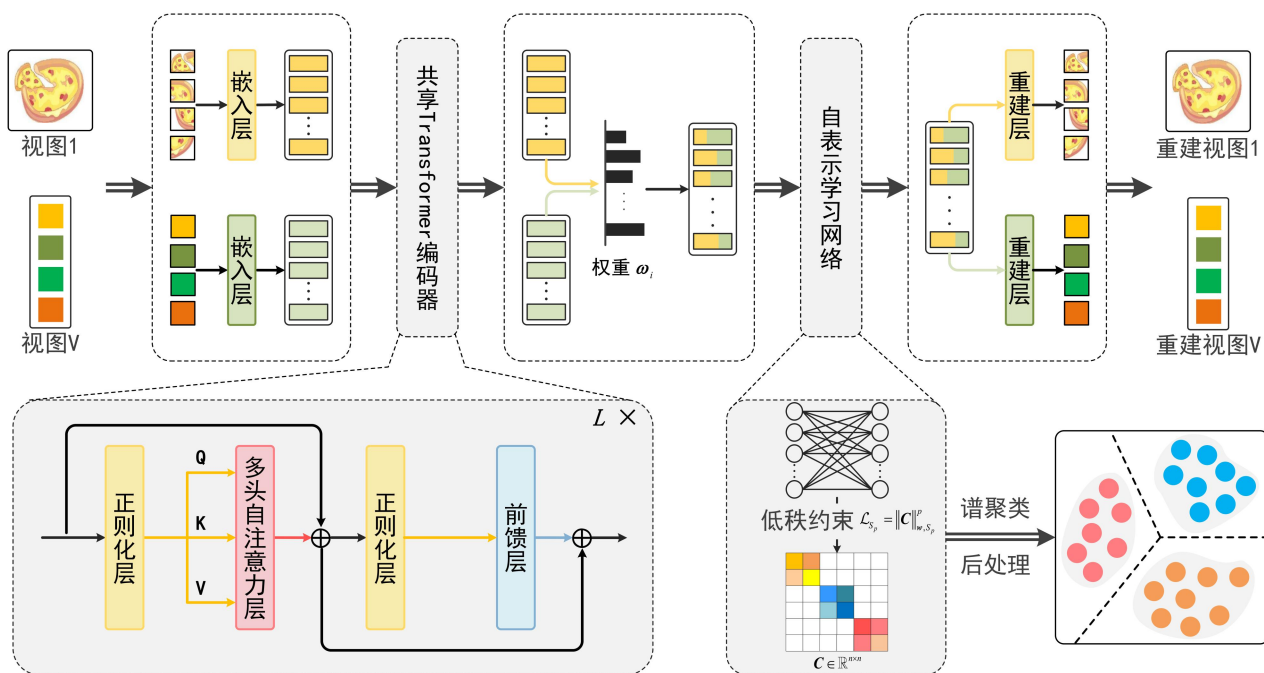 视图1
视图V
嵌入层
嵌入层
共享Transformer编码器
权重 ω_i
自表示学习网络
重建层
重建层
重建视图1
重建视图V
L ×
正则化层
Q
K
V
多头自注意力层
正则化层
前馈层
低秩约束 ℒ_{S_p} = ‖C‖^p_{w,S_p}
C ∈ ℝ^{n×n}
谱聚类
后处理